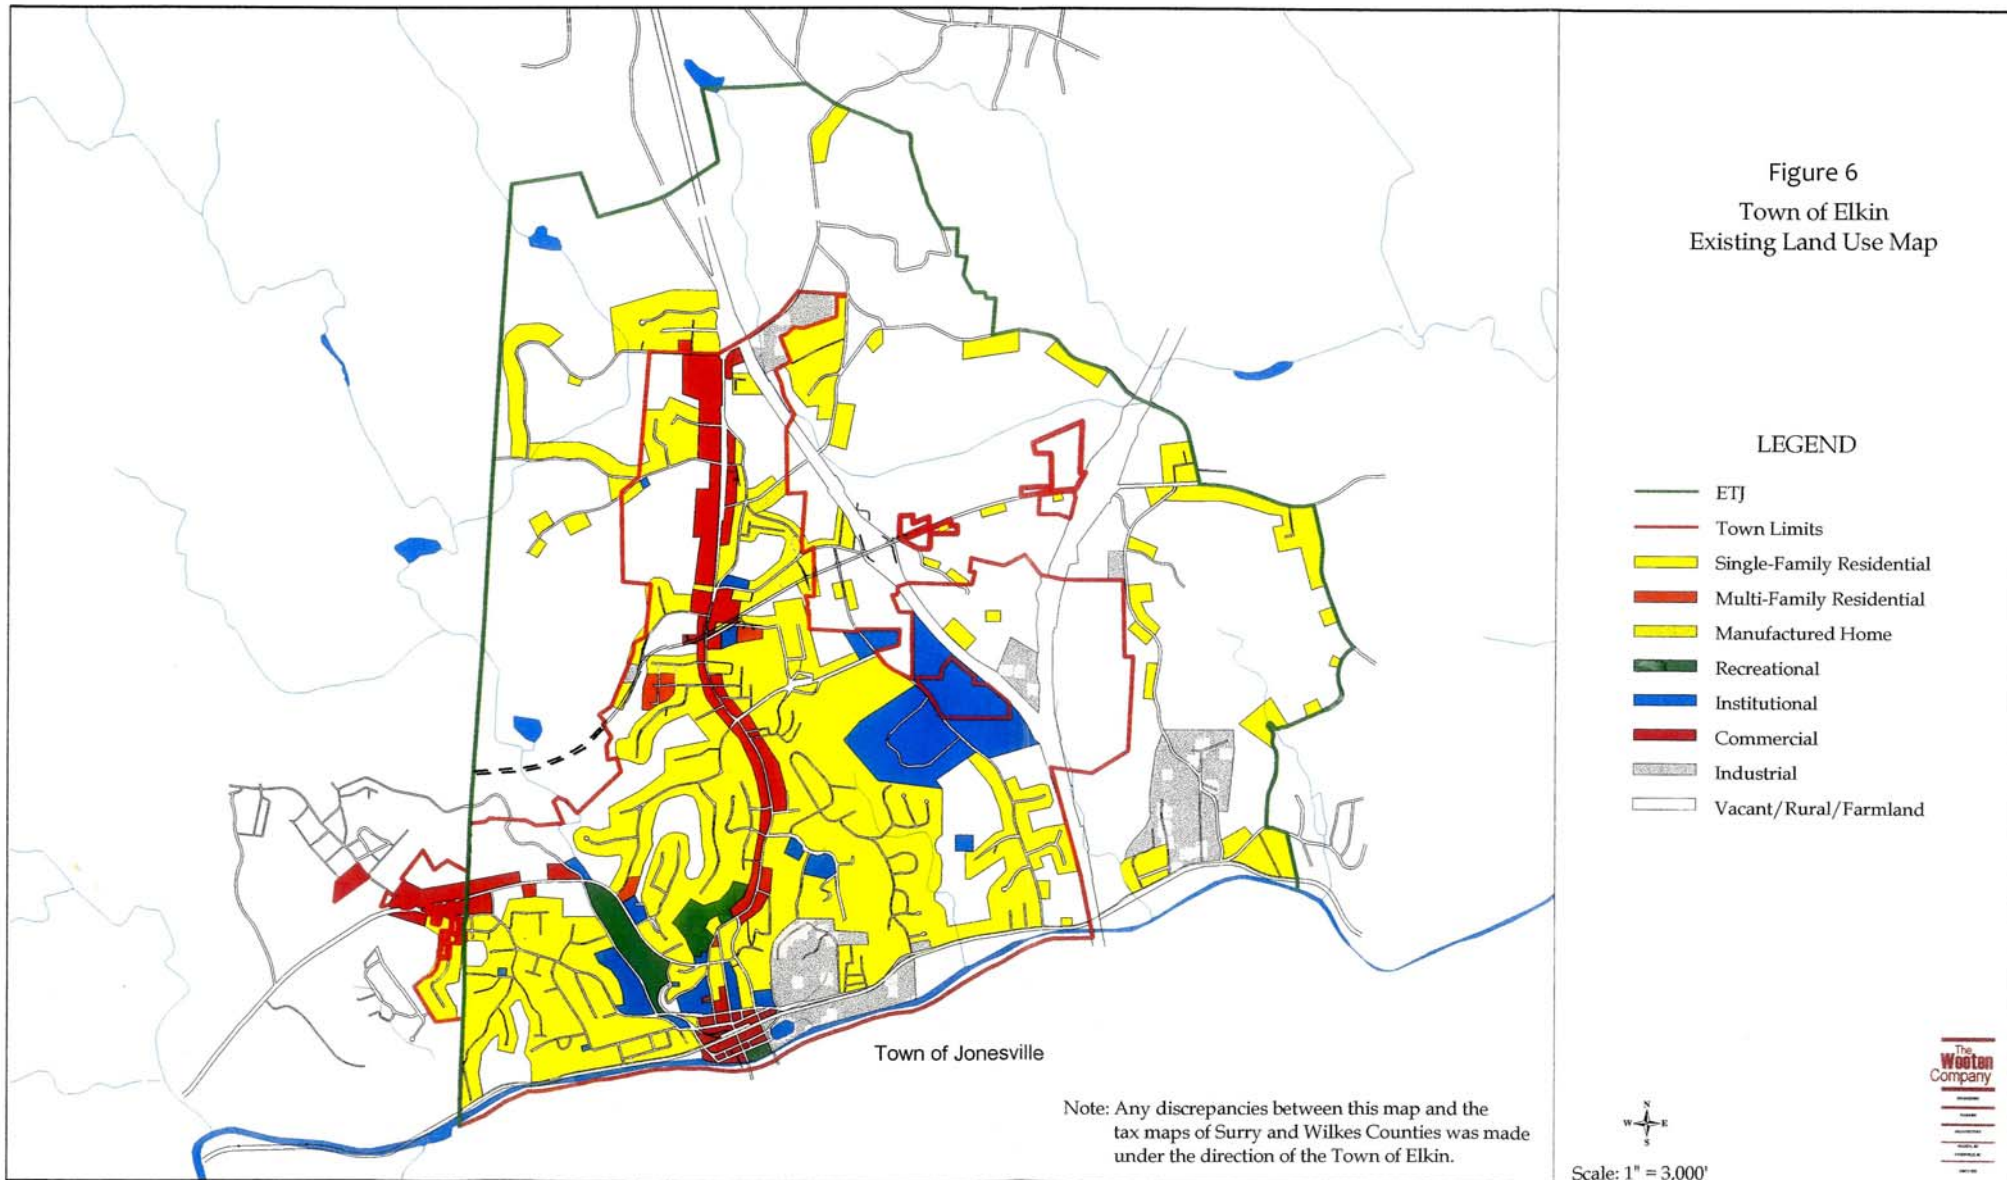 Figure 6
Town of Elkin
Existing Land Use Map
LEGEND
ETJ
Town Limits
Single-Family Residential
Multi-Family Residential
Manufactured Home
Recreational
Institutional
Commercial
Industrial
Vacant/Rural/Farmland
Town of Jonesville
Note: Any discrepancies between this map and the
tax maps of Surry and Wilkes Counties was made
under the direction of the Town of Elkin.
N
W E
S
Scale: 1" = 3,000'
The
Wooten
Company